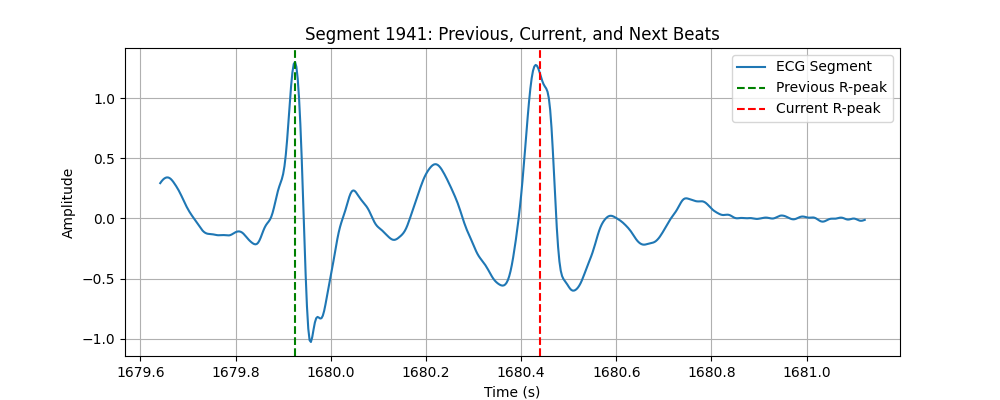 Segment 1941: Previous, Current, and Next Beats
ECG Segment
Previous R-peak
Current R-peak
Amplitude
1.0
0.5
0.0
−0.5
−1.0
1679.6 1679.8 1680.0 1680.2 1680.4 1680.6 1680.8 1681.0
Time (s)